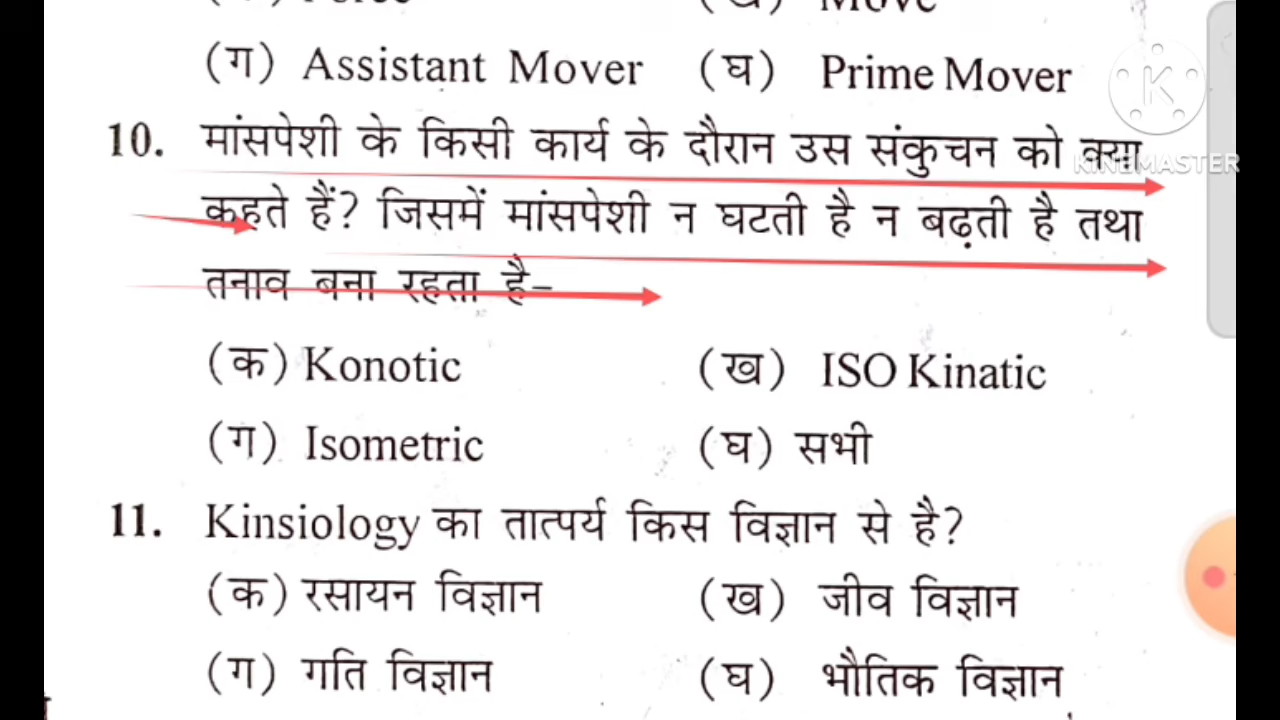 (ग) Assistant Mover (घ) Prime Mover
10. मांसपेशी के किसी कार्य के दौरान उस संकुचन को क्या
कहते हैं? जिसमें मांसपेशी न घटती है न बढ़ती है तथा
तनाव बना रहता है–
(क) Konotic (ख) ISO Kinatic
(ग) Isometric (घ) सभी
11. Kinsiology का तात्पर्य किस विज्ञान से है?
(क) रसायन विज्ञान (ख) जीव विज्ञान
(ग) गति विज्ञान (घ) भौतिक विज्ञान
K
KINEMASTER